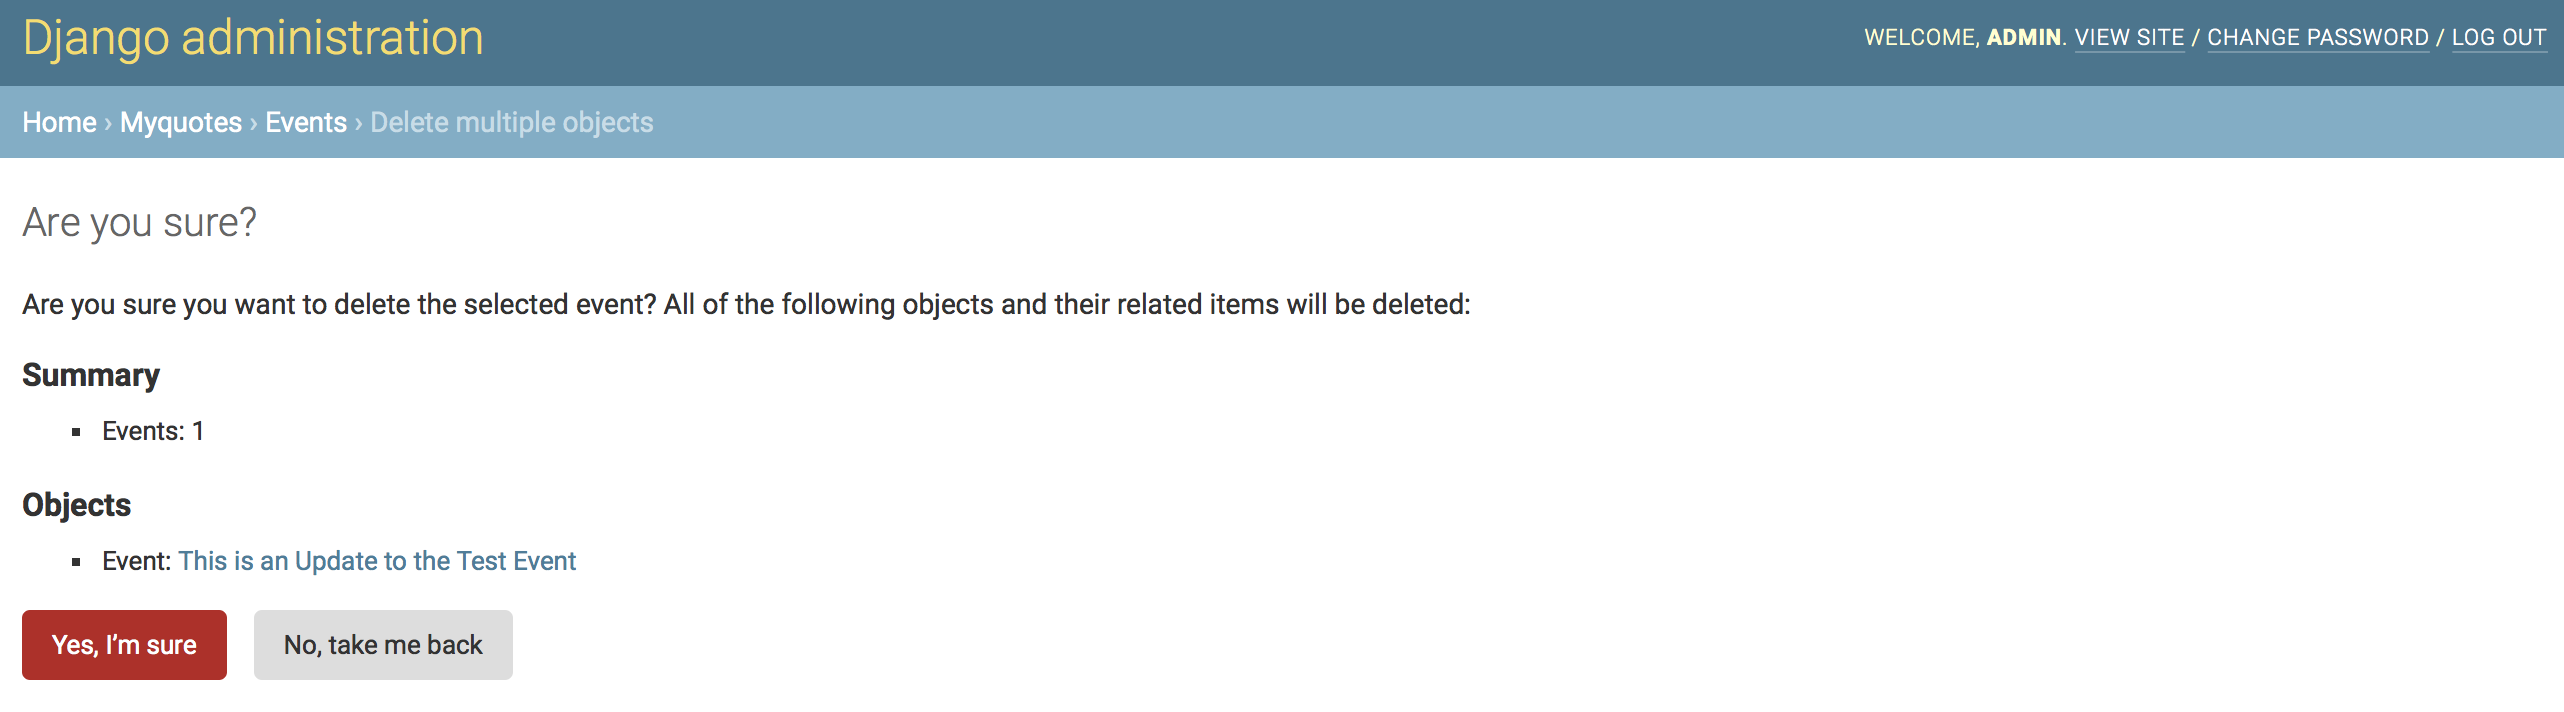 Django administration
WELCOME, ADMIN. VIEW SITE / CHANGE PASSWORD / LOG OUT
Home › Myquotes › Events › Delete multiple objects
Are you sure?
Are you sure you want to delete the selected event? All of the following objects and their related items will be deleted:
Summary
Events: 1
Objects
Event: This is an Update to the Test Event
Yes, I’m sure
No, take me back